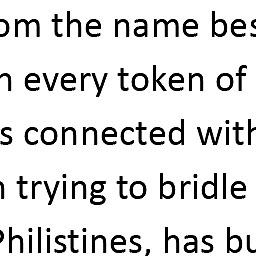 om the name bes
n every token of
s connected with
n trying to bridle
Philistines, has bu